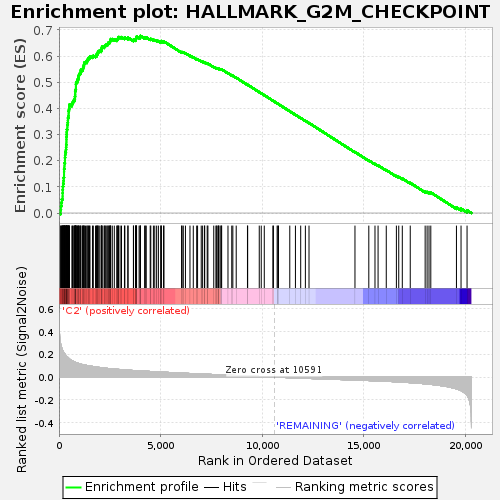 Enrichment plot: HALLMARK_G2M_CHECKPOINT
Enrichment score (ES)
0.7
0.6
0.5
0.4
0.3
0.2
0.1
0.0
Ranked list metric (Signal2Noise)
0.6
0.4
0.2
0.0
-0.2
-0.4
'C2' (positively correlated)
Zero cross at 10591
'REMAINING' (negatively correlated)
0 5,000 10,000 15,000 20,000
Rank in Ordered Dataset
Enrichment profile Hits Ranking metric scores